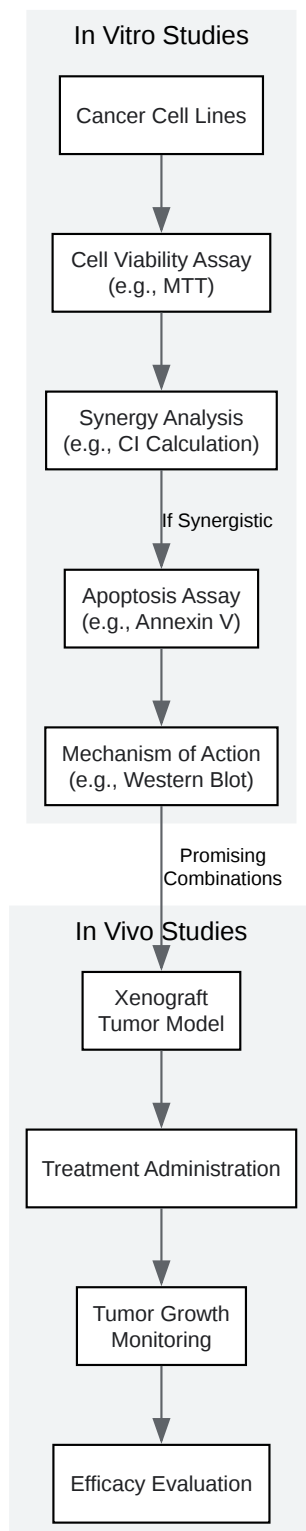 In Vitro Studies
Cancer Cell Lines
Cell Viability Assay
(e.g., MTT)
Synergy Analysis
(e.g., CI Calculation)
If Synergistic
Apoptosis Assay
(e.g., Annexin V)
Mechanism of Action
(e.g., Western Blot)
Promising
Combinations
In Vivo Studies
Xenograft
Tumor Model
Treatment Administration
Tumor Growth
Monitoring
Efficacy Evaluation